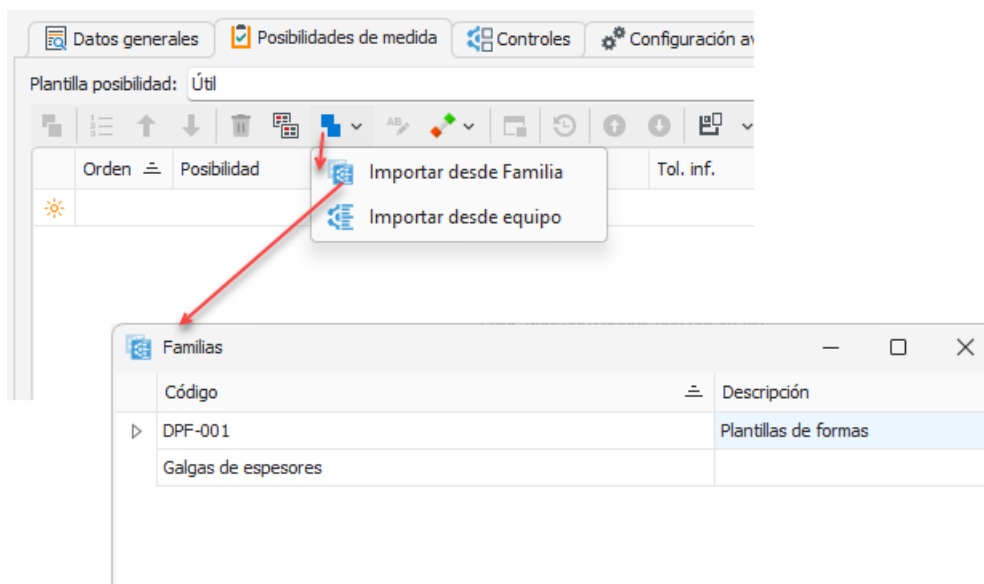 Datos generales Posibilidades de medida Controles Configuración av
Plantilla posibilidad: Útil
Orden Posibilidad Tol. inf.
Importar desde Familia
Importar desde equipo
Familias
Código Descripción
DPF-001 Plantillas de formas
Galgas de espesores